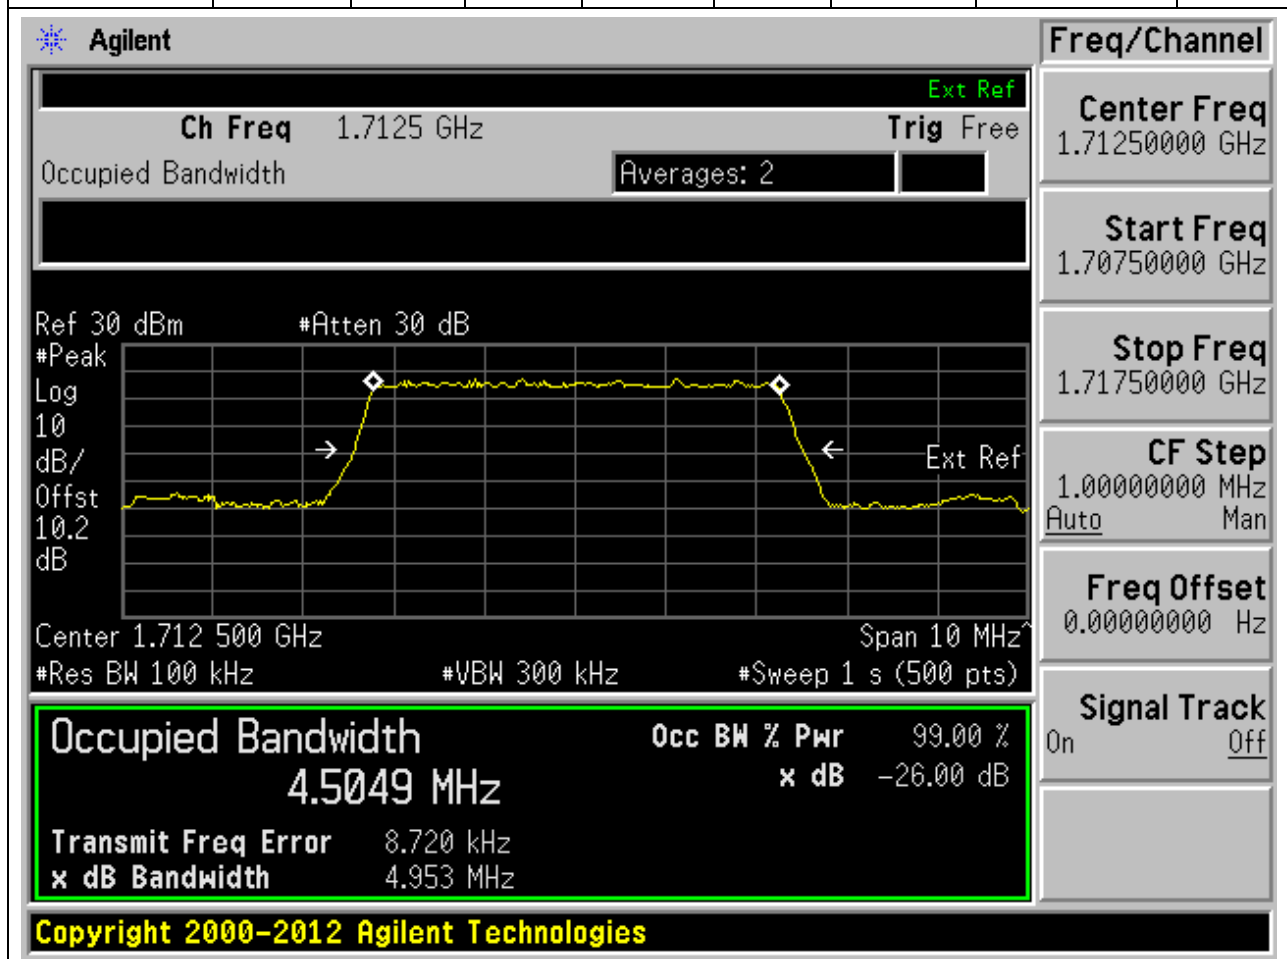 Agilent
Freq/Channel
Ext Ref
Ch Freq 1.7125 GHz Trig Free
Occupied Bandwidth Averages: 2
Center Freq
1.71250000 GHz
Start Freq
1.70750000 GHz
Stop Freq
1.71750000 GHz
CF Step
1.00000000 MHz
Auto Man
Freq Offset
0.00000000 Hz
Signal Track
On Off
Ref 30 dBm #Atten 30 dB
#Peak
Log
10
dB/
Offst
10.2
dB
Ext Ref
Center 1.712 500 GHz Span 10 MHz^
#Res BW 100 kHz #VBW 300 kHz #Sweep 1 s (500 pts)
Occupied Bandwidth
4.5049 MHz
Occ BW % Pwr 99.00 %
x dB -26.00 dB
Transmit Freq Error 8.720 kHz
x dB Bandwidth 4.953 MHz
Copyright 2000-2012 Agilent Technologies